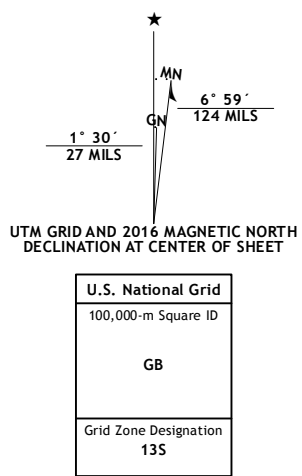 ★
MN
GN
6° 59´
124 MILS
1° 30´
27 MILS
UTM GRID AND 2016 MAGNETIC NORTH
DECLINATION AT CENTER OF SHEET
U.S. National Grid
100,000-m Square ID
GB
Grid Zone Designation
13S